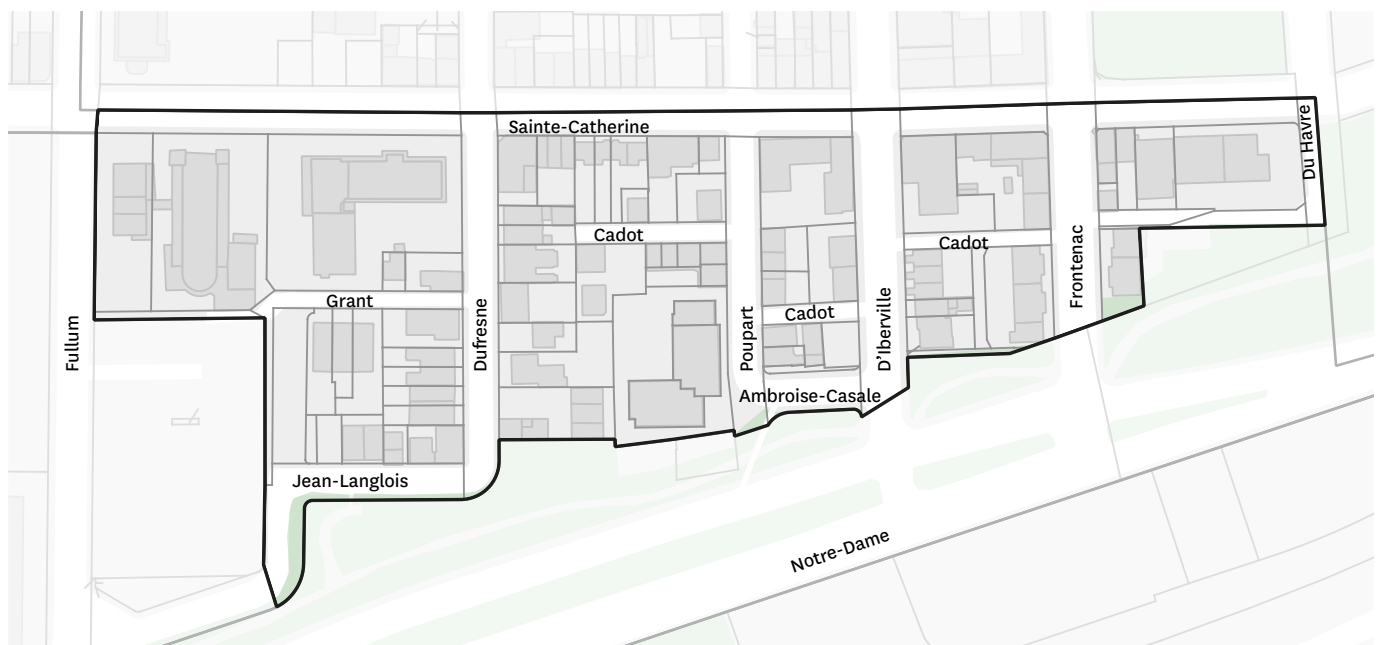 Sainte-Catherine
Du Havre
Cadot
Cadot
Frontenac
Grant
Cadot
Fullum
Dufresne
Poupart
D'Iberville
Ambroise-Casale
Jean-Langlois
Notre-Dame